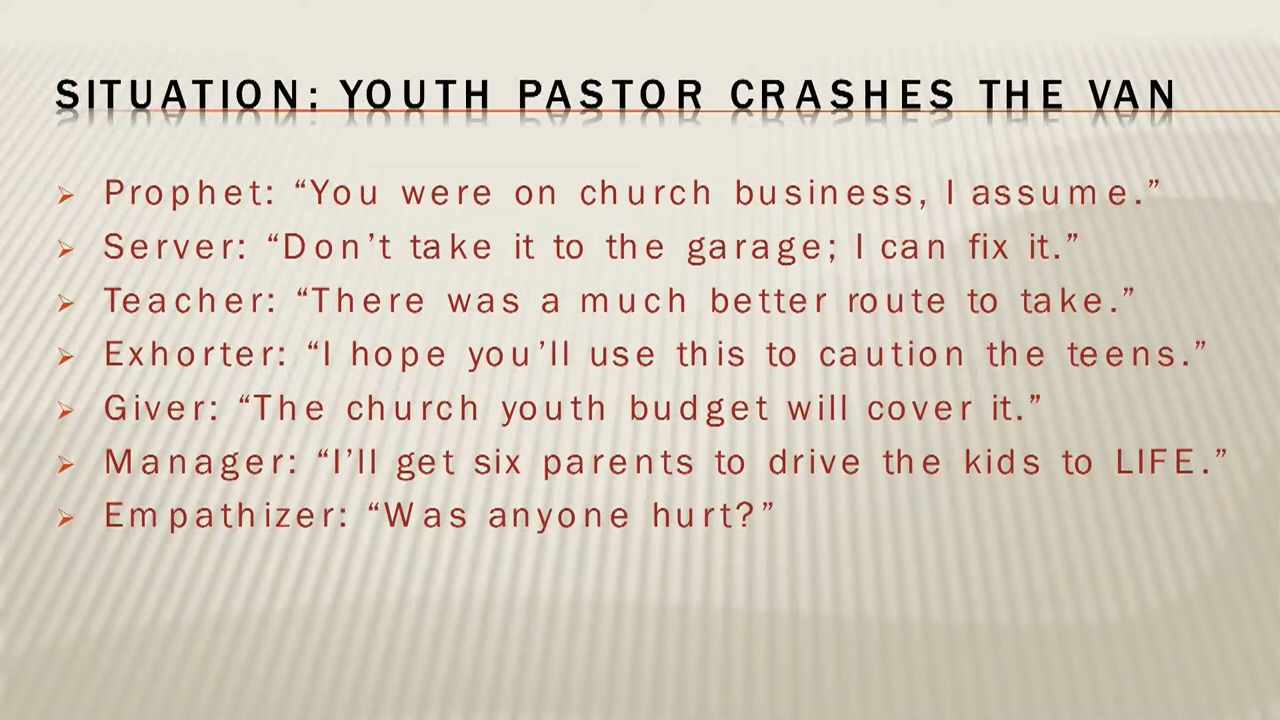 SITUATION: YOUTH PASTOR CRASHES THE VAN
Prophet: “You were on church business, I assume.”
Server: “Don’t take it to the garage; I can fix it.”
Teacher: “There was a much better route to take.”
Exhorter: “I hope you’ll use this to caution the teens.”
Giver: “The church youth budget will cover it.”
Manager: “I’ll get six parents to drive the kids to LIFE.”
Empathizer: “Was anyone hurt?”